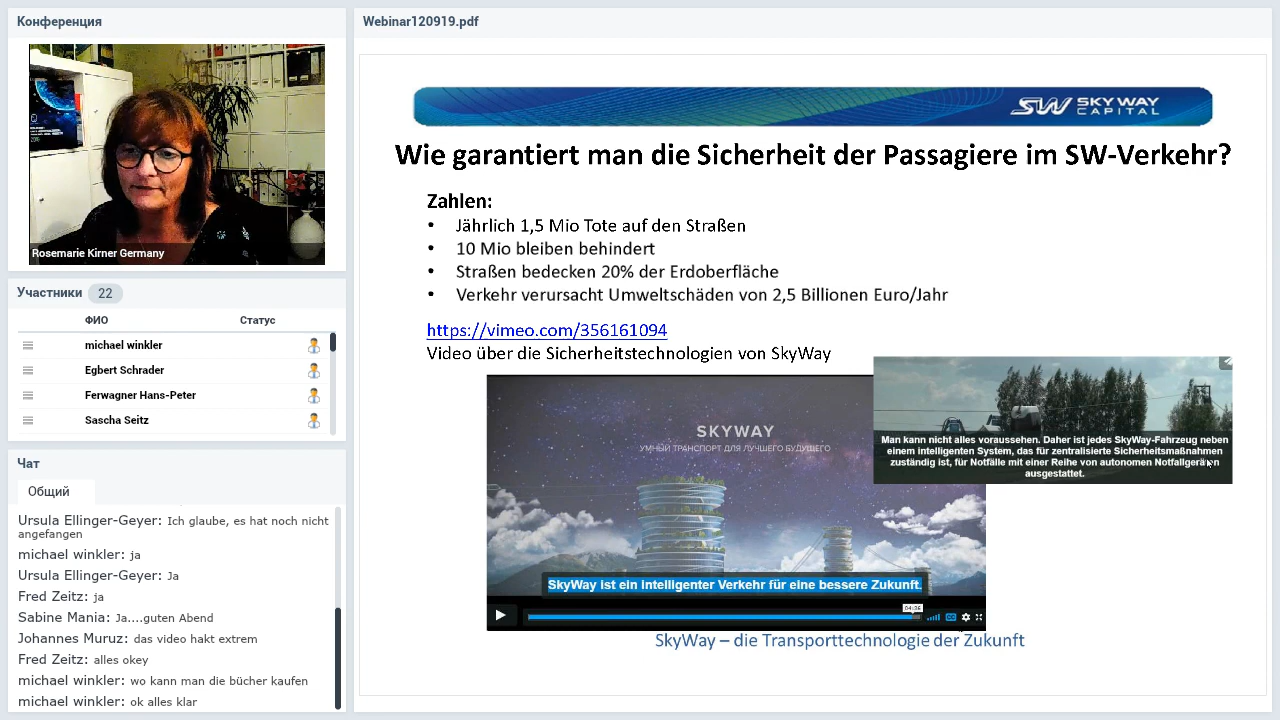 Конференция
Rosemarie Kirner Germany
Участники 22
ФИО Статус
michael winkler
Egbert Schrader
Ferwagner Hans-Peter
Sascha Seitz
Чат
Общий
Ursula Ellinger-Geyer: Ich glaube, es hat noch nicht
angefangen
michael winkler: ja
Ursula Ellinger-Geyer: Ja
Fred Zeitz: ja
Sabine Mania: Ja....guten Abend
Johannes Muruz: das video hakt extrem
Fred Zeitz: alles okey
michael winkler: wo kann man die bücher kaufen
michael winkler: ok alles klar
Webinar120919.pdf
SW SKY WAY
CAPITAL
Wie garantiert man die Sicherheit der Passagiere im SW-Verkehr?
Zahlen:
• Jährlich 1,5 Mio Tote auf den Straßen
• 10 Mio bleiben behindert
• Straßen bedecken 20% der Erdoberfläche
• Verkehr verursacht Umweltschäden von 2,5 Billionen Euro/Jahr
https://vimeo.com/356161094
Video über die Sicherheitstechnologien von SkyWay
SKYWAY
УМНЫЙ ТРАНСПОРТ ДЛЯ ЛУЧШЕГО БУДУЩЕГО
Man kann nicht alles voraussehen. Daher ist jedes SkyWay-Fahrzeug neben
einem intelligenten System, das für zentralisierte Sicherheitsmaßnahmen
zuständig ist, für Notfälle mit einer Reihe von autonomen Notfallgeräten
ausgestattet.
SkyWay ist ein intelligenter Verkehr für eine bessere Zukunft.
04:36
CC
SkyWay – die Transporttechnologie der Zukunft